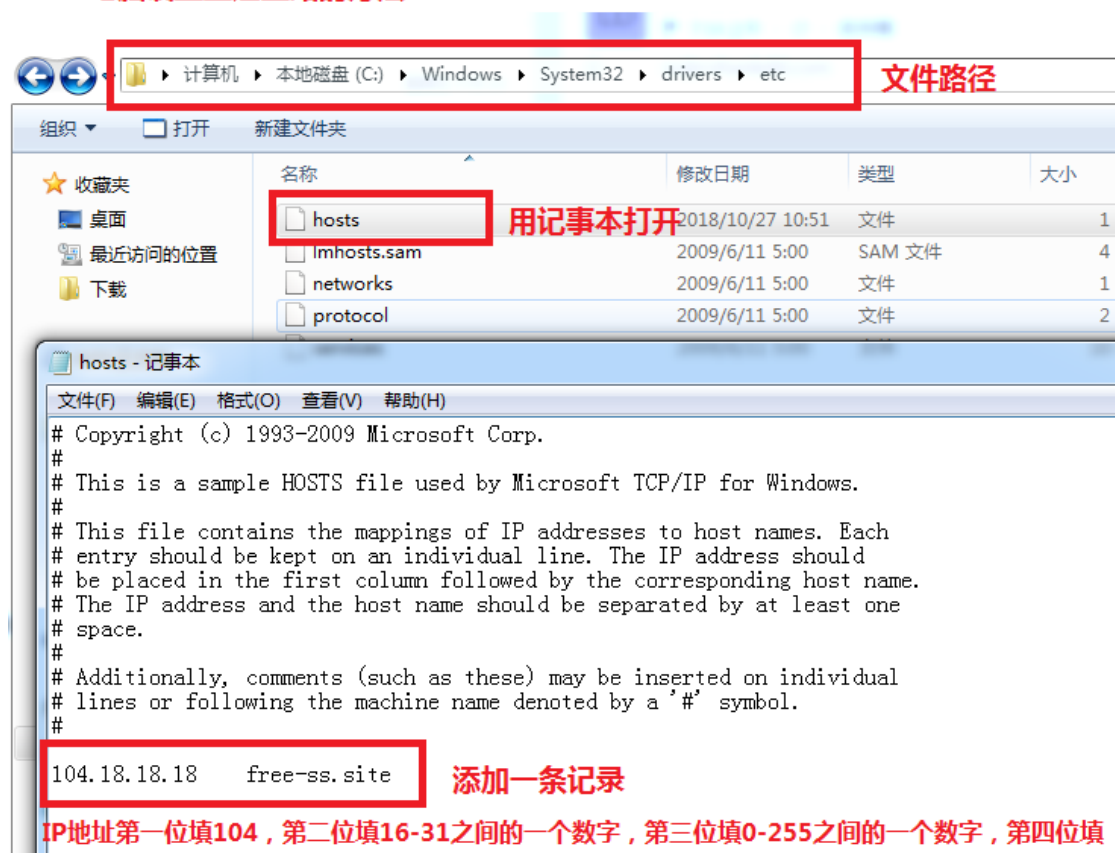 计算机 本地磁盘 (C:) Windows System32 drivers etc
文件路径
组织 打开 新建文件夹
名称 修改日期 类型 大小
收藏夹
桌面
最近访问的位置
下载
hosts 用记事本打开 2018/10/27 10:51 文件 1
lmhosts.sam 2009/6/11 5:00 SAM 文件 4
networks 2009/6/11 5:00 文件 1
protocol 2009/6/11 5:00 文件 2
hosts - 记事本
文件(F) 编辑(E) 格式(O) 查看(V) 帮助(H)
# Copyright (c) 1993-2009 Microsoft Corp.
#
# This is a sample HOSTS file used by Microsoft TCP/IP for Windows.
#
# This file contains the mappings of IP addresses to host names. Each
# entry should be kept on an individual line. The IP address should
# be placed in the first column followed by the corresponding host name.
# The IP address and the host name should be separated by at least one
# space.
#
# Additionally, comments (such as these) may be inserted on individual
# lines or following the machine name denoted by a '#' symbol.
#
104.18.18.18 free-ss.site
添加一条记录
IP地址第一位填104，第二位填16-31之间的一个数字，第三位填0-255之间的一个数字，第四位填